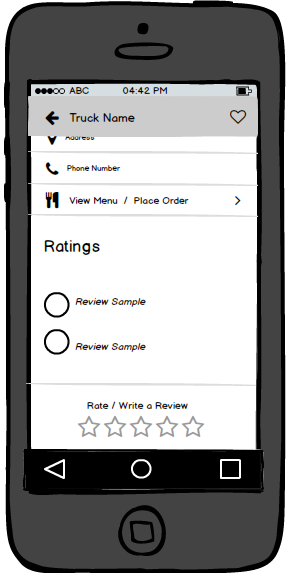 ABC 04:42 PM
Truck Name
Address
Phone Number
View Menu / Place Order
Ratings
Review Sample
Review Sample
Rate / Write a Review